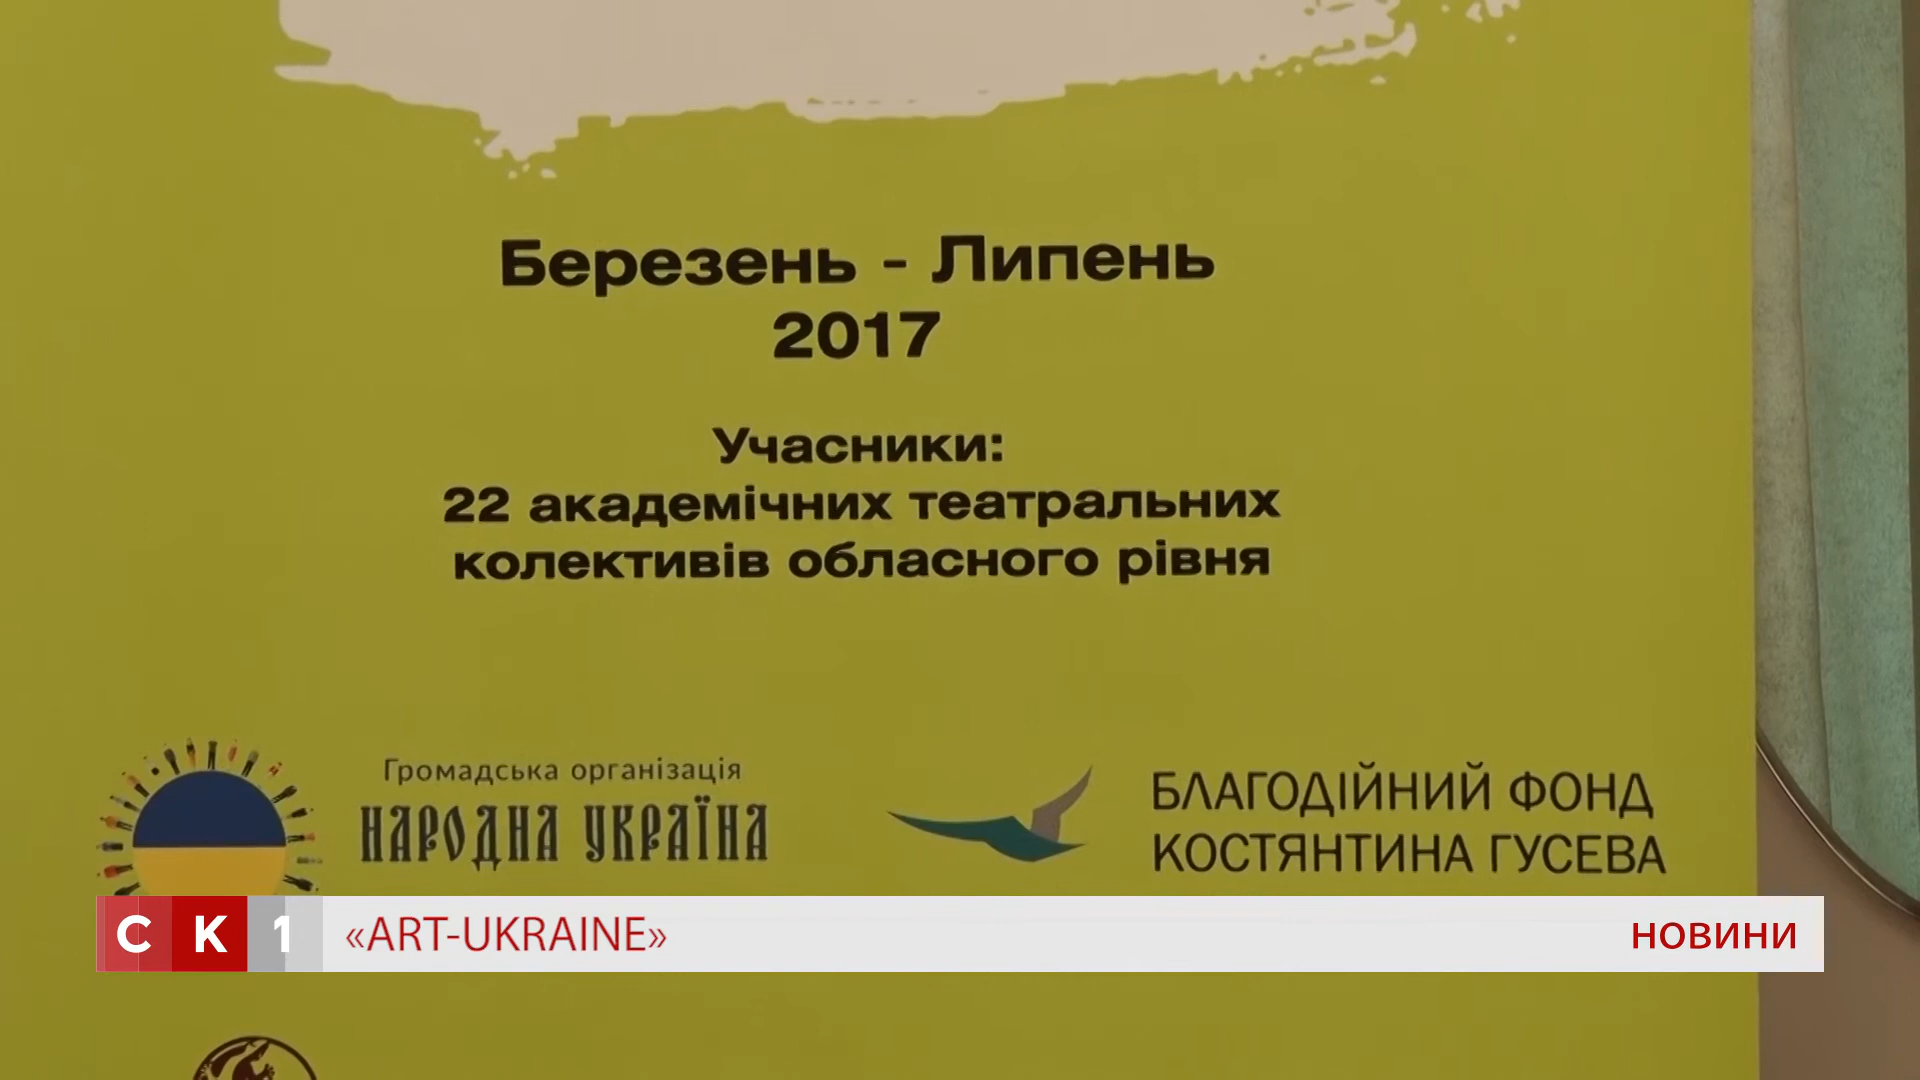 Березень - Липень
2017
Учасники:
22 академічних театральних
колективів обласного рівня
Громадська організація
НАРОДНА УКРАЇНА
БЛАГОДІЙНИЙ ФОНД
КОСТЯНТИНА ГУСЕВА
СК1 «ART-UKRAINE» НОВИНИ